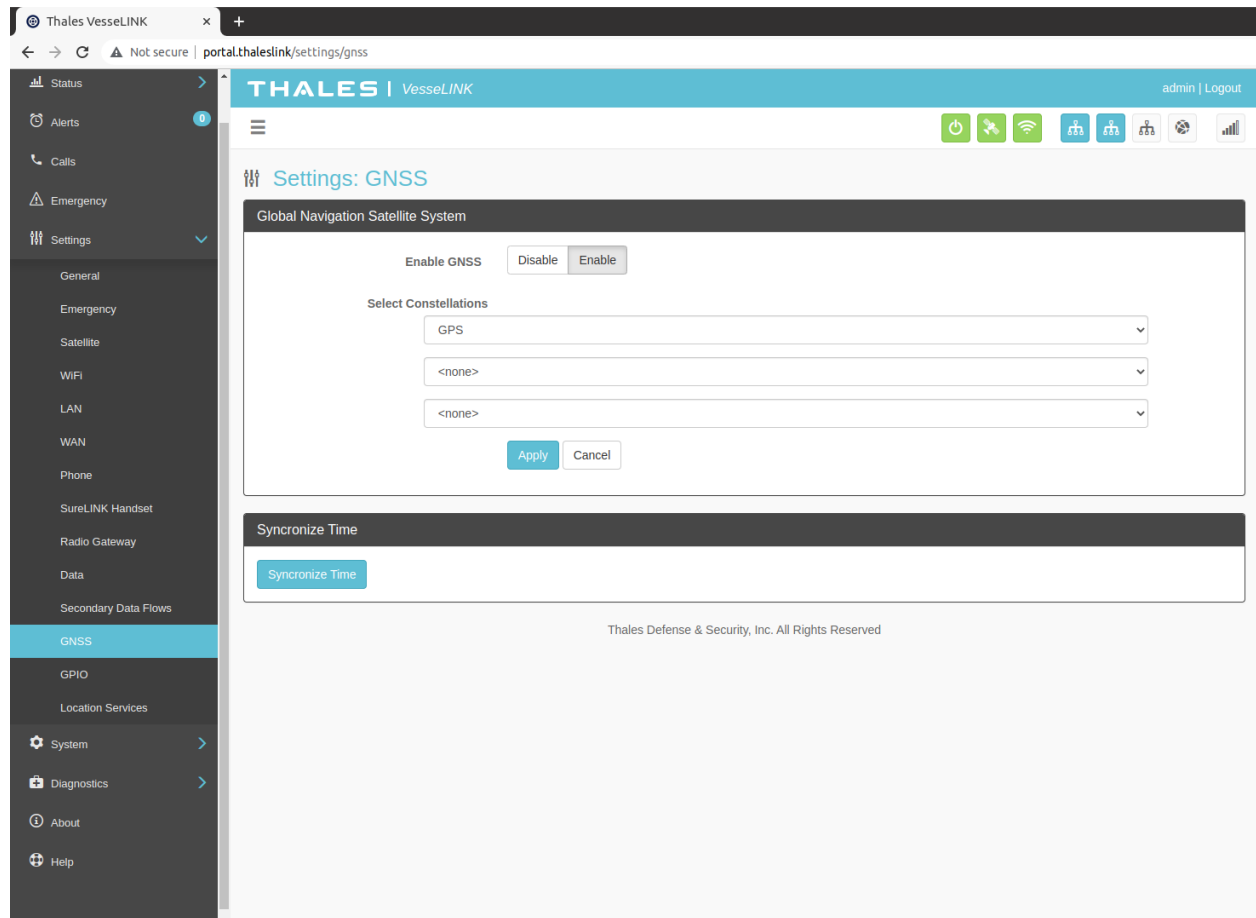 Thales VesseLINK
Not secure | portal.thaleslink/settings/gnss
Status
Alerts 0
Calls
Emergency
Settings
General
Emergency
Satellite
WiFi
LAN
WAN
Phone
SureLINK Handset
Radio Gateway
Data
Secondary Data Flows
GNSS
GPIO
Location Services
System
Diagnostics
About
Help
THALES | VesseLINK
admin | Logout
Settings: GNSS
Global Navigation Satellite System
Enable GNSS Disable Enable
Select Constellations
GPS
<none>
<none>
Apply Cancel
Syncronize Time
Syncronize Time
Thales Defense & Security, Inc. All Rights Reserved